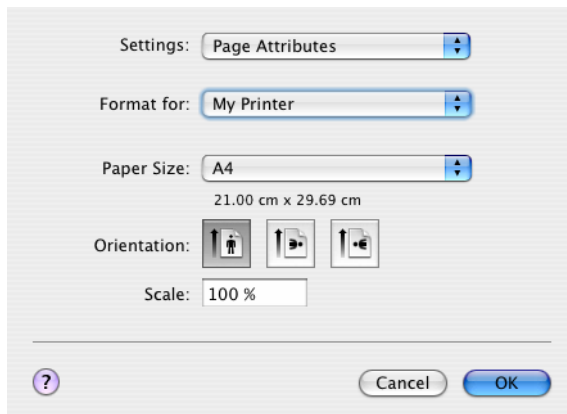 Settings: Page Attributes
Format for: My Printer
Paper Size: A4
21.00 cm x 29.69 cm
Orientation:
Scale: 100 %
? Cancel OK